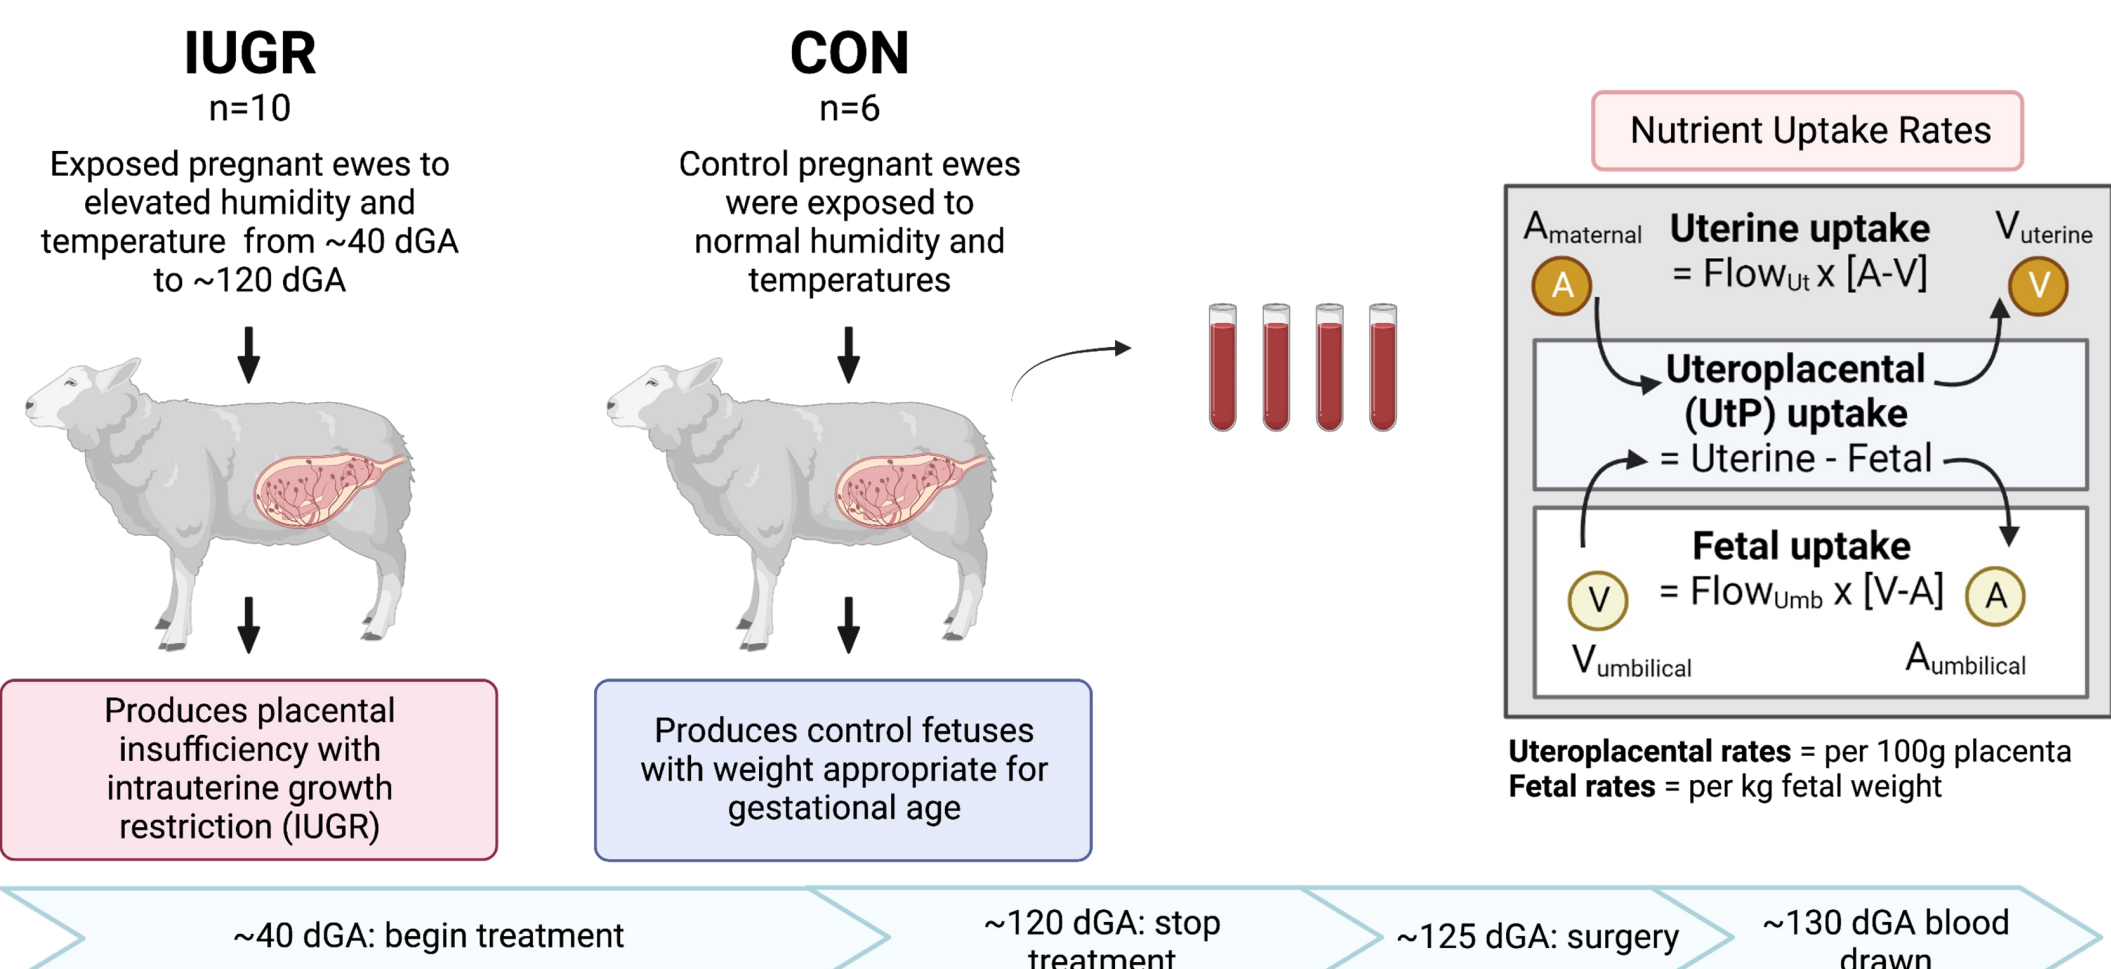 IUGR
n=10
Exposed pregnant ewes to
elevated humidity and
temperature from ~40 dGA
to ~120 dGA
Produces placental
insufficiency with
intrauterine growth
restriction (IUGR)
CON
n=6
Control pregnant ewes
were exposed to
normal humidity and
temperatures
Produces control fetuses
with weight appropriate for
gestational age
Nutrient Uptake Rates
Amaternal
A
Uterine uptake
= FlowUt x [A-V]
Vuterine
V
Uteroplacental
(UtP) uptake
= Uterine - Fetal
Fetal uptake
= FlowUmb x [V-A]
V
Vumbilical
A
Aumbilical
Uteroplacental rates = per 100g placenta
Fetal rates = per kg fetal weight
~40 dGA: begin treatment
~120 dGA: stop
treatment
~125 dGA: surgery
~130 dGA blood
drawn